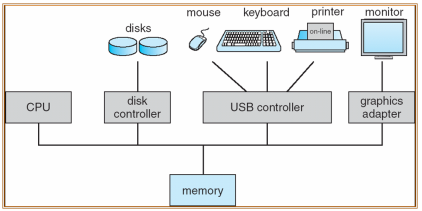 mouse
keyboard
printer
monitor
disks
on-line
CPU
disk
controller
USB controller
graphics
adapter
memory